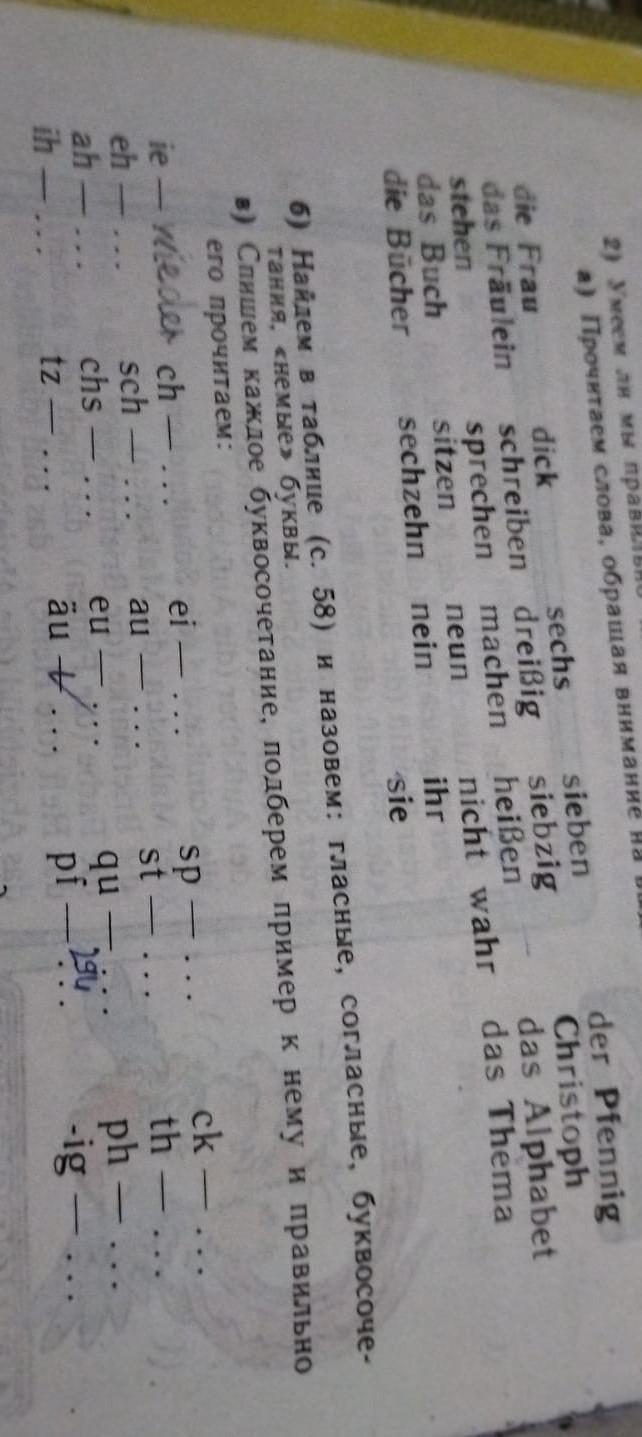 2) Умеем ли мы правильно
а) Прочитаем слова, обращая внимание на
die Frau dick sechs sieben der Pfennig
das Fräulein schreiben dreißig siebzig Christoph
stehen sprechen machen heißen das Alphabet
das Buch sitzen neun nicht wahr das Thema
die Bücher sechzehn nein ihr
sie
б) Найдем в таблице (с. 58) и назовем: гласные, согласные, буквосоче-
тания, «немые» буквы.
в) Спишем каждое буквосочетание, подберем пример к нему и правильно
его прочитаем:
ie — wieder ch — ... ei — ... sp — ... ck — ...
eh — ... sch — ... au — ... st — ... th — ...
ah — ... chs — ... eu — ... qu — ... ph — ...
ih — ... tz — ... äu — ... pf — ... -ig — ...